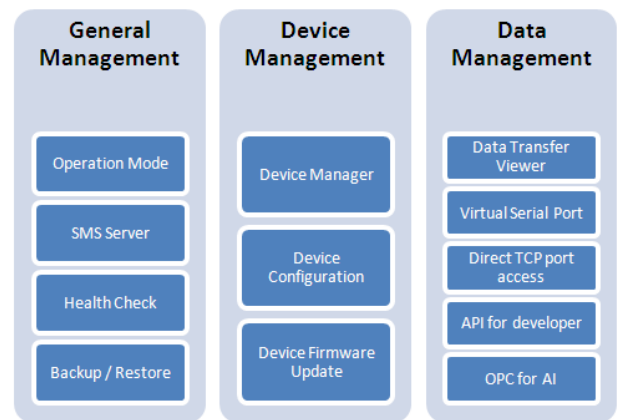 General
Management
Operation Mode
SMS Server
Health Check
Backup / Restore
Device
Management
Device Manager
Device
Configuration
Device Firmware
Update
Data
Management
Data Transfer
Viewer
Virtual Serial Port
Direct TCP port
access
API for developer
OPC for AI